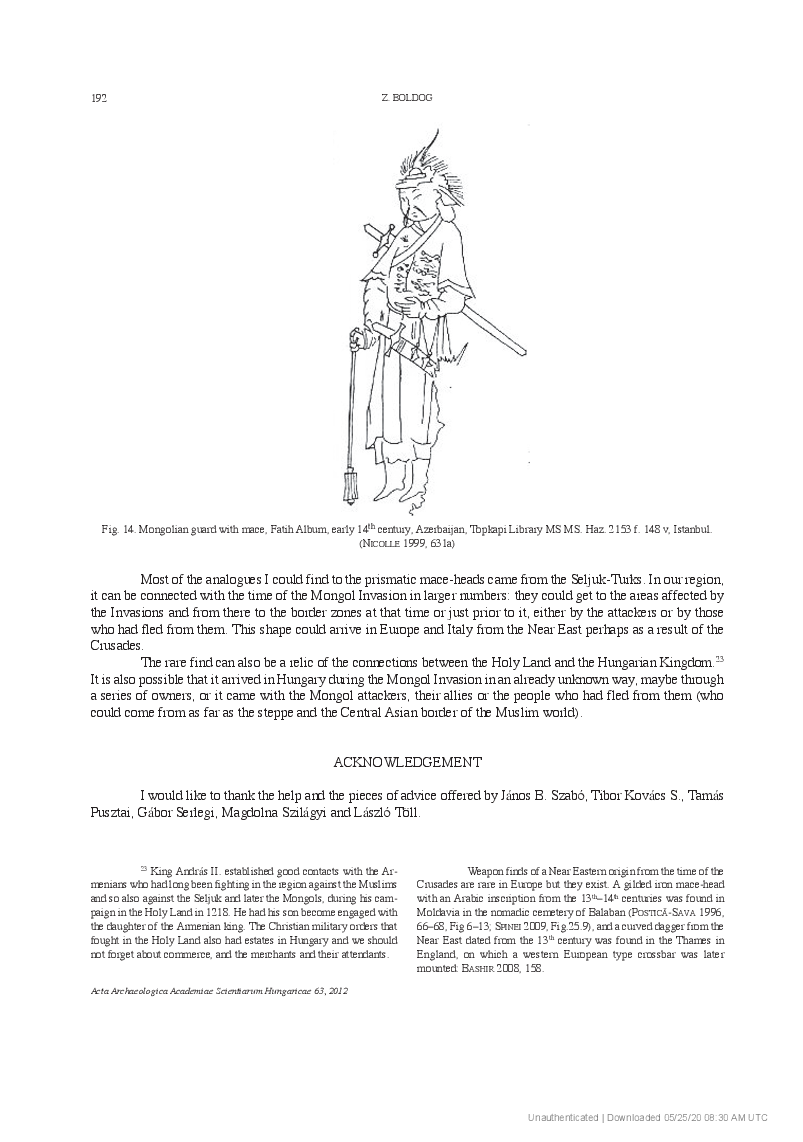 192
Z. BOLDOG
Fig. 14. Mongolian guard with mace, Fatih Album, early 14th century, Azerbaijan, Topkapi Library MS MS. Haz. 2153 f. 148 v, Istanbul.
(NICOLLE 1999, 631a)
Most of the analogues I could find to the prismatic mace-heads came from the Seljuk-Turks. In our region,
it can be connected with the time of the Mongol Invasion in larger numbers: they could get to the areas affected by
the Invasions and from there to the border zones at that time or just prior to it, either by the attackers or by those
who had fled from them. This shape could arrive in Europe and Italy from the Near East perhaps as a result of the
Crusades.
The rare find can also be a relic of the connections between the Holy Land and the Hungarian Kingdom.23
It is also possible that it arrived in Hungary during the Mongol Invasion in an already unknown way, maybe through
a series of owners, or it came with the Mongol attackers, their allies or the people who had fled from them (who
could come from as far as the steppe and the Central Asian border of the Muslim world).
ACKNOWLEDGEMENT
I would like to thank the help and the pieces of advice offered by János B. Szabó, Tibor Kovács S., Tamás
Pusztai, Gábor Serlegi, Magdolna Szilágyi and László Töll.
23 King András II. established good contacts with the Ar-
menians who had long been fighting in the region against the Muslims
and so also against the Seljuk and later the Mongols, during his cam-
paign in the Holy Land in 1218. He had his son become engaged with
the daughter of the Armenian king. The Christian military orders that
fought in the Holy Land also had estates in Hungary and we should
not forget about commerce, and the merchants and their attendants.
Weapon finds of a Near Eastern origin from the time of the
Crusades are rare in Europe but they exist. A gilded iron mace-head
with an Arabic inscription from the 13th–14th centuries was found in
Moldavia in the nomadic cemetery of Balaban (POSTICĂ-SAVA 1996,
66–68, Fig 6–13; SPINEI 2009, Fig.25.9), and a curved dagger from the
Near East dated from the 13th century was found in the Thames in
England, on which a western European type crossbar was later
mounted: BASHIR 2008, 158.
Acta Archaeologica Academiae Scientiarum Hungaricae 63, 2012
Unauthenticated | Downloaded 05/25/20 08:30 AM UTC